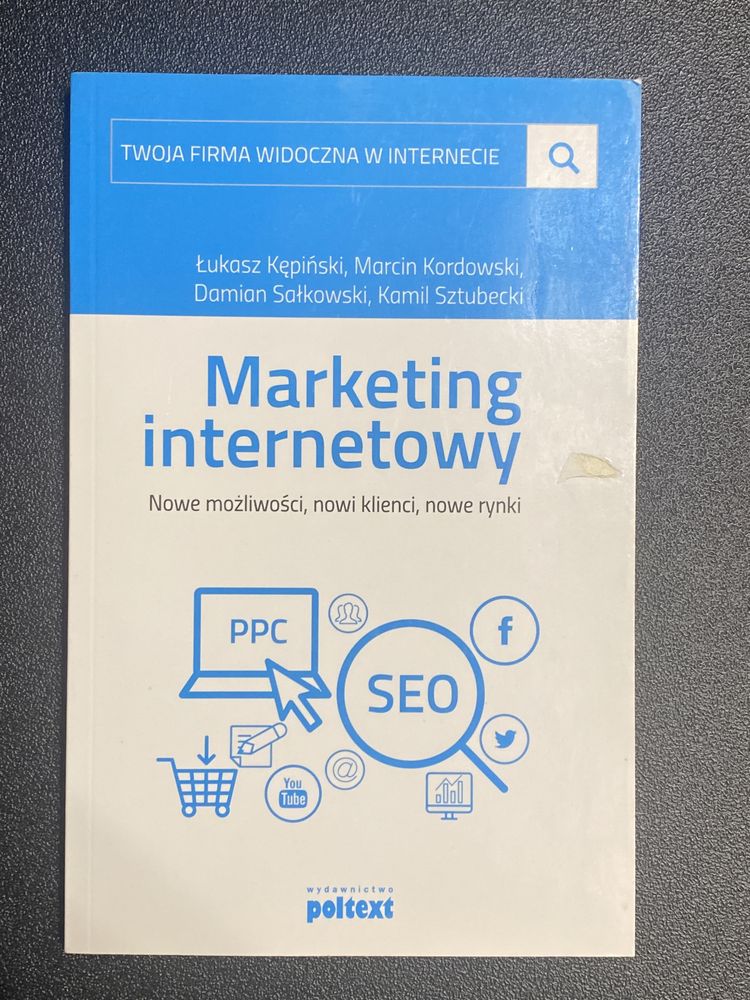 TWOJA FIRMA WIDOCZNA W INTERNECIE
Łukasz Kępiński, Marcin Kordowski,
Damian Sałkowski, Kamil Sztubecki
Marketing
internetowy
Nowe możliwości, nowi klienci, nowe rynki
PPC
f
SEO
@
You
Tube
wydawnictwo
poltext